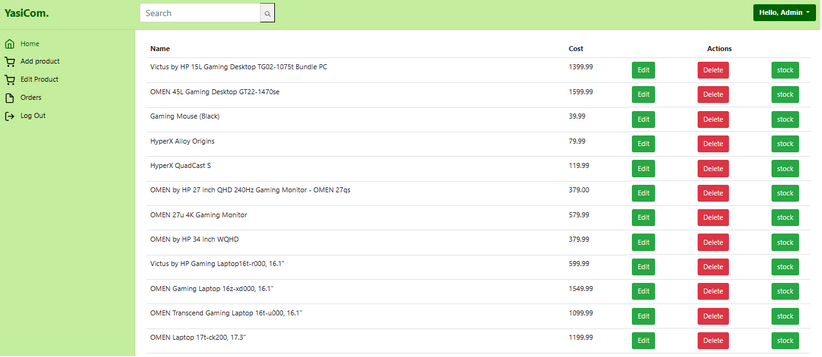 YasiCom.
Search
Hello, Admin
Home
Add product
Edit Product
Orders
Log Out
Name Cost Actions
Victus by HP 15L Gaming Desktop TG02-1075t Bundle PC 1399.99 Edit Delete stock
OMEN 45L Gaming Desktop GT22-1470se 1599.99 Edit Delete stock
Gaming Mouse (Black) 39.99 Edit Delete stock
HyperX Alloy Origins 79.99 Edit Delete stock
HyperX QuadCast S 119.99 Edit Delete stock
OMEN by HP 27 inch QHD 240Hz Gaming Monitor - OMEN 27qs 379.00 Edit Delete stock
OMEN 27u 4K Gaming Monitor 579.99 Edit Delete stock
OMEN by HP 34 inch WQHD 379.99 Edit Delete stock
Victus by HP Gaming Laptop16t-r000, 16.1" 599.99 Edit Delete stock
OMEN Gaming Laptop 16z-xd000, 16.1" 1549.99 Edit Delete stock
OMEN Transcend Gaming Laptop 16t-u000, 16.1" 1099.99 Edit Delete stock
OMEN Laptop 17t-ck200, 17.3" 1199.99 Edit Delete stock